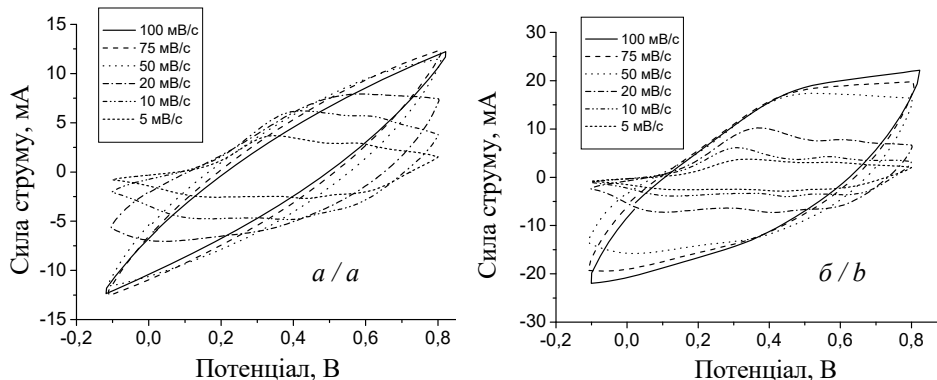 100 мВ/с
75 мВ/с
50 мВ/с
20 мВ/с
10 мВ/с
5 мВ/с
Сила струму, мА
15
10
5
0
-5
-10
-15
-0,2
0,0
0,2
0,4
0,6
0,8
Потенціал, В
а / a
100 мВ/с
75 мВ/с
50 мВ/с
20 мВ/с
10 мВ/с
5 мВ/с
Сила струму, мА
30
20
10
0
-10
-20
-30
-0,2
0,0
0,2
0,4
0,6
0,8
Потенціал, В
б / b